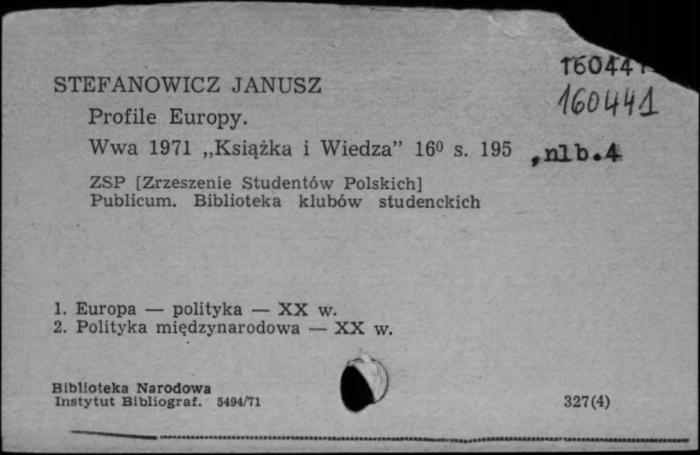 16044
STEFANOWICZ JANUSZ
160441
Profile Europy.
Wwa 1971 „Książka i Wiedza” 16⁰ s. 195 ,nlb.4
ZSP [Zrzeszenie Studentów Polskich]
Publicum. Biblioteka klubów studenckich
1. Europa — polityka — XX w.
2. Polityka międzynarodowa — XX w.
Biblioteka Narodowa
Instytut Bibliograf. 5494/71 327(4)